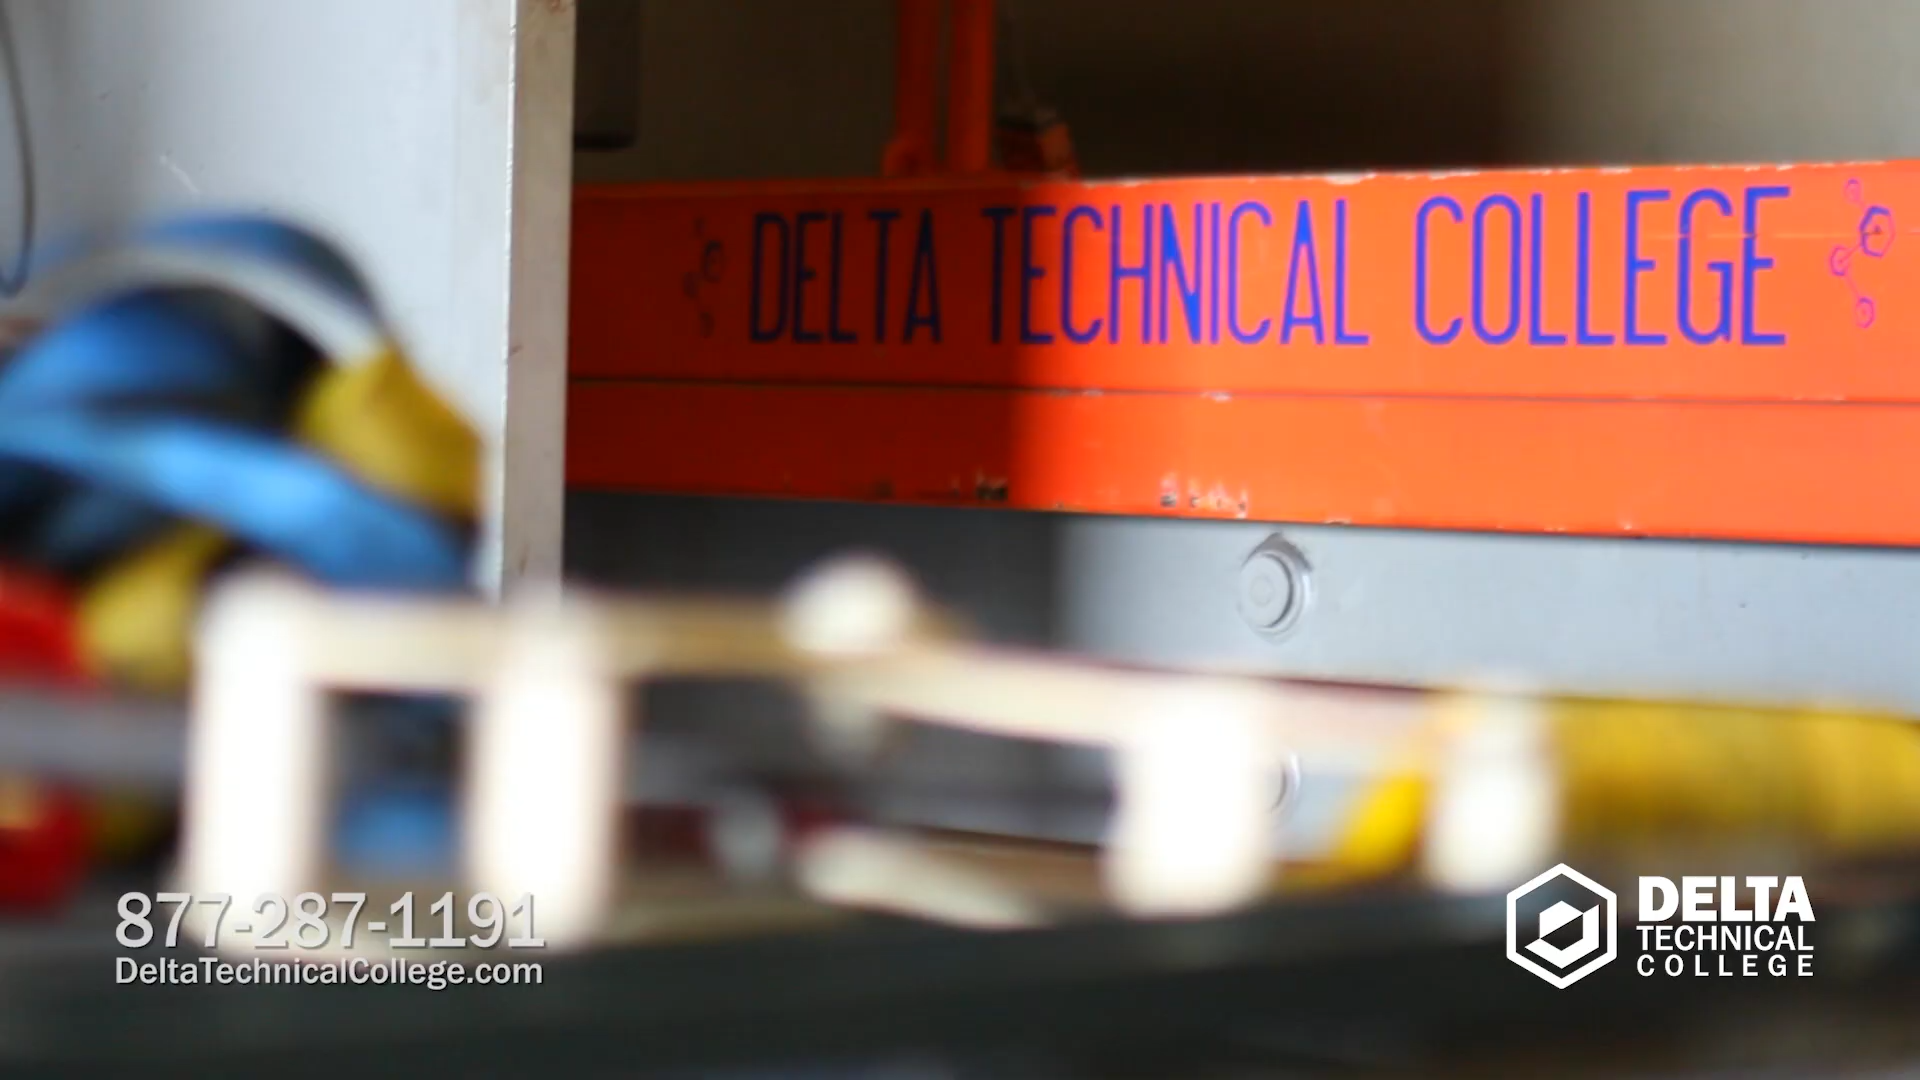 DELTA TECHNICAL COLLEGE
877-287-1191
DeltaTechnicalCollege.com
DELTA
TECHNICAL
COLLEGE